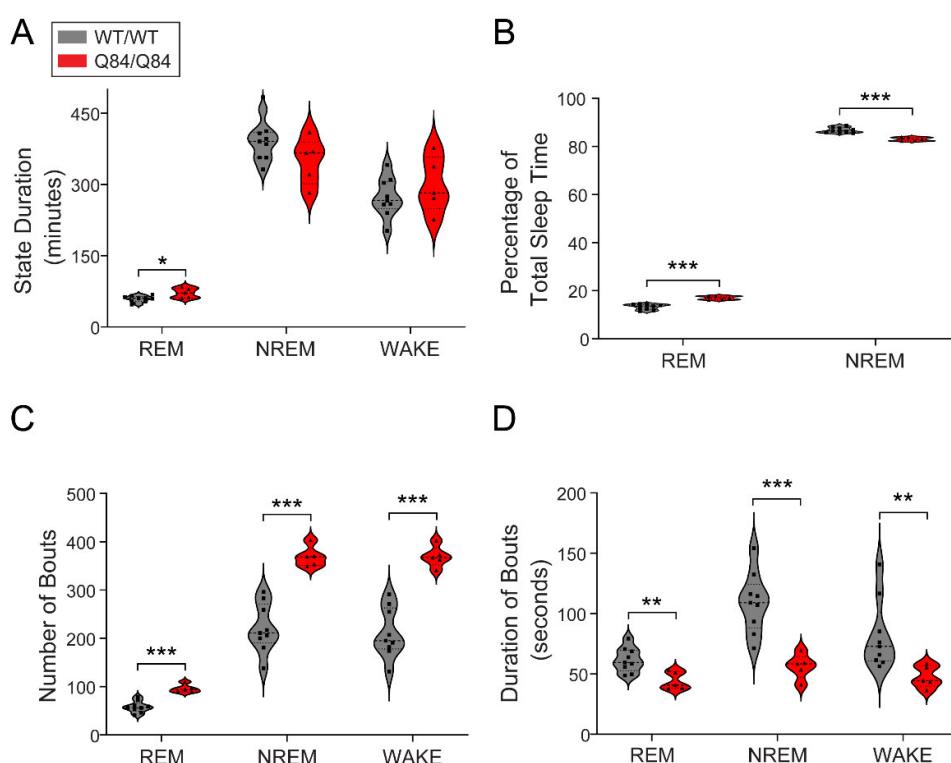 A
WT/WT
Q84/Q84
State Duration
(minutes)
450
300
150
0
*
REM
NREM
WAKE
B
Percentage of
Total Sleep Time
100
80
60
40
20
0
***
***
REM
NREM
C
Number of Bouts
500
400
300
200
100
0
***
***
***
REM
NREM
WAKE
D
Duration of Bouts
(seconds)
200
150
100
50
0
**
***
**
REM
NREM
WAKE